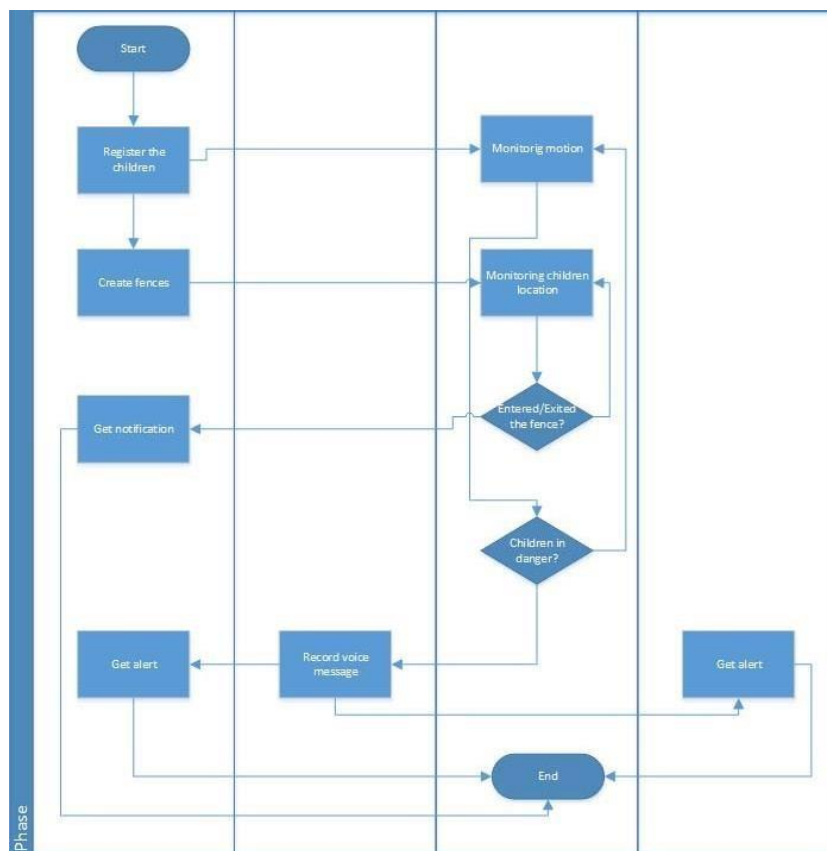 Start
Register the
children
Monitorig motion
Create fences
Monitoring children
location
Get notification
Entered/Exited
the fence?
Children in
danger?
Get alert
Record voice
message
Get alert
End
Phase